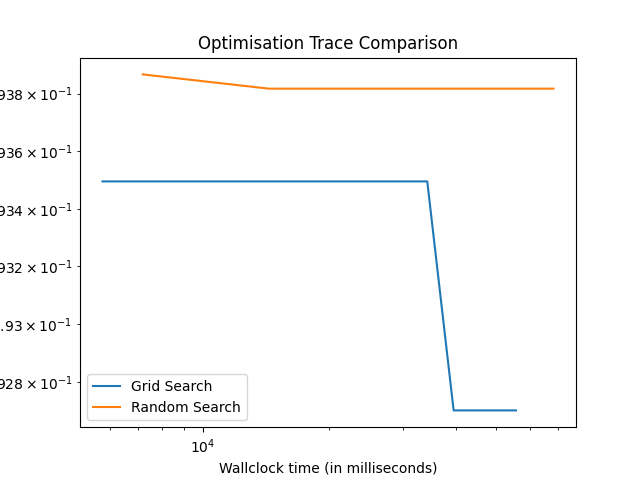 Optimisation Trace Comparison
938 × 10⁻¹
936 × 10⁻¹
934 × 10⁻¹
932 × 10⁻¹
.93 × 10⁻¹
928 × 10⁻¹
Grid Search
Random Search
10⁴
Wallclock time (in milliseconds)